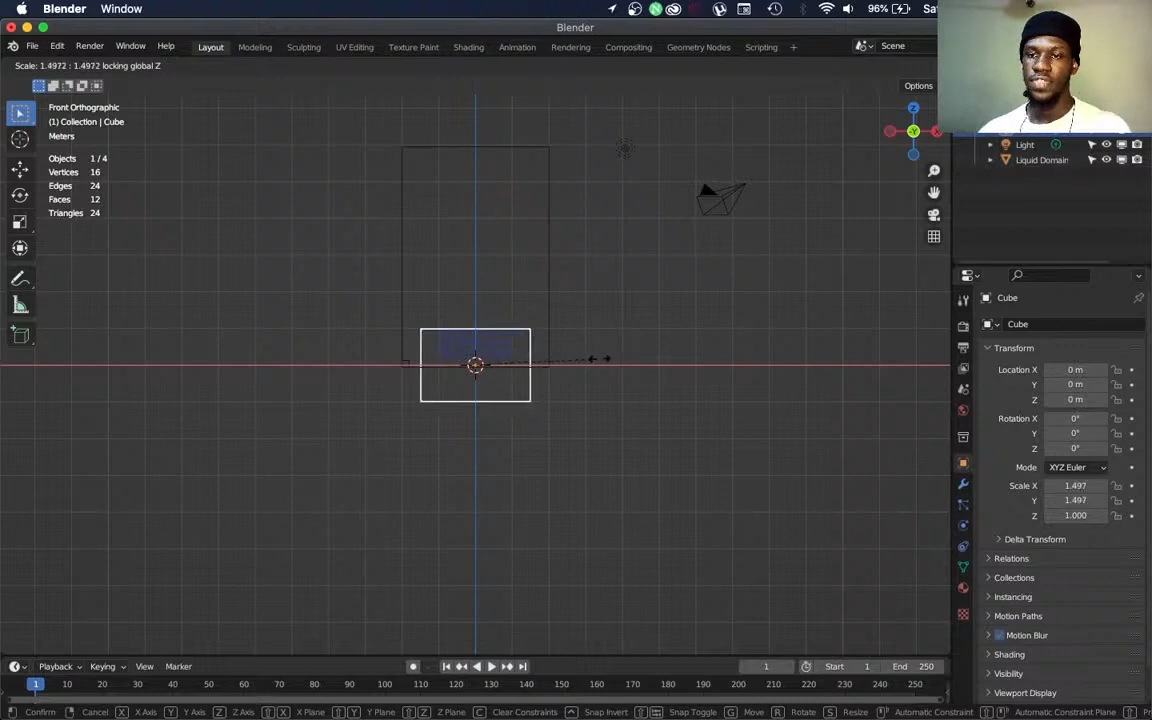 Blender Window 96% Sa
Blender
File Edit Render Window Help Layout Modeling Sculpting UV Editing Texture Paint Shading Animation Rendering Compositing Geometry Nodes Scripting + Scene
Scale: 1.4972 : 1.4972 locking global Z
Options
Front Orthographic
(1) Collection | Cube
Meters
Objects 1 / 4
Vertices 16
Edges 24
Faces 12
Triangles 24
Z
-Y
X
Light
Liquid Domain
Cube
Cube
Transform
Location X 0 m
Y 0 m
Z 0 m
Rotation X 0°
Y 0°
Z 0°
Mode XYZ Euler
Scale X 1.497
Y 1.497
Z 1.000
Delta Transform
Relations
Collections
Instancing
Motion Paths
Motion Blur
Shading
Visibility
Viewport Display
Playback Keying View Marker 1 Start 1 End 250
1 10 20 30 40 50 60 70 80 90 100 110 120 130 140 150 160 170 180 190 200 210 220 230 240 250
Confirm Cancel X X Axis Y Y Axis Z Z Axis X X Plane Y Y Plane Z Z Plane C Clear Constraints Snap Invert Snap Toggle G Move R Rotate S Resize Automatic Constraint Automatic Constraint Plane Pr